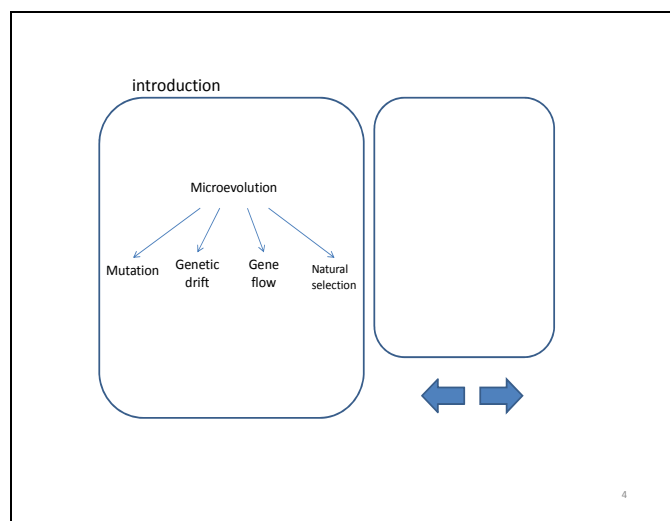 introduction
Microevolution
Mutation
Genetic
drift
Gene
flow
Natural
selection
4